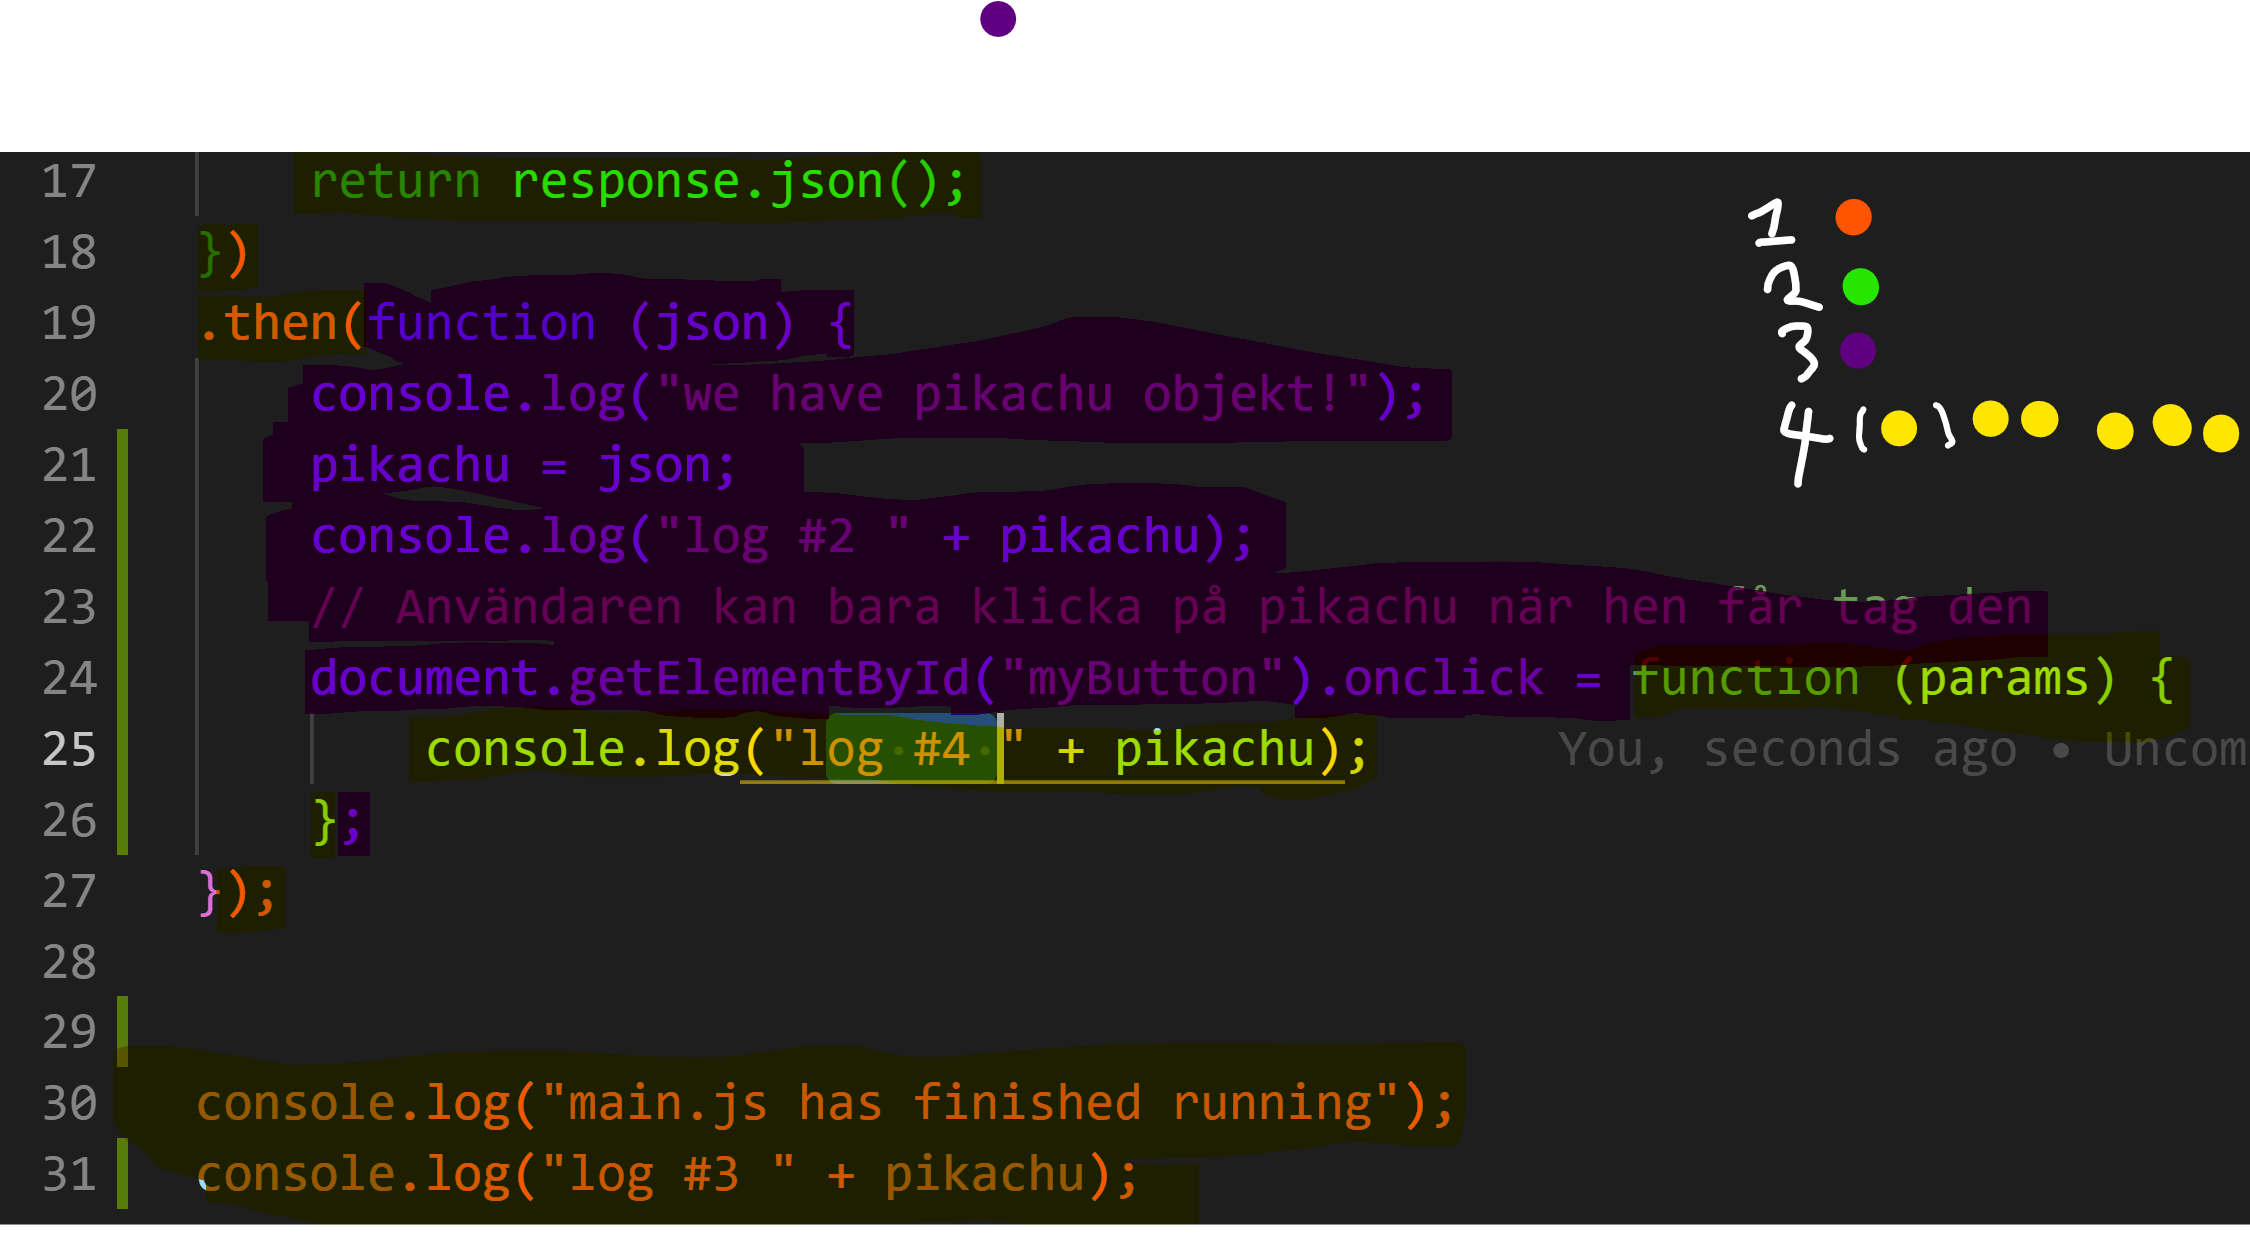 17 return response.json();
18 })
19 .then(function (json) {
20 console.log("we have pikachu objekt!");
21 pikachu = json;
22 console.log("log #2 " + pikachu);
23 // Användaren kan bara klicka på pikachu när hen får tag den
24 document.getElementById("myButton").onclick = function (params) {
25 console.log("log #4 " + pikachu); You, seconds ago • Uncom
26 };
27 });
28
29
30 console.log("main.js has finished running");
31 console.log("log #3 " + pikachu);
1
2
3
4 ( )